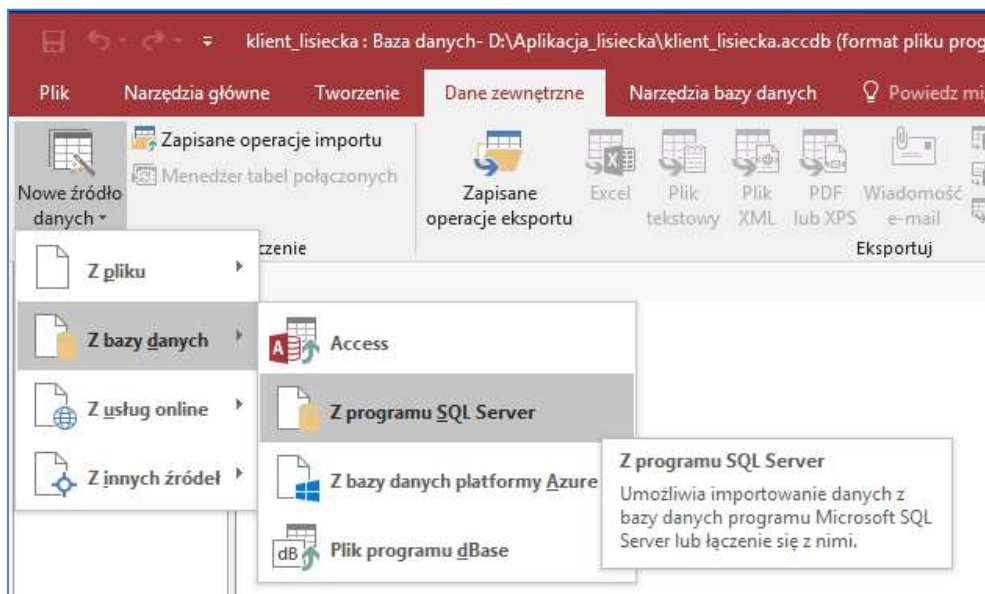 klient_lisiecka : Baza danych- D:\Aplikacja_lisiecka\klient_lisiecka.accdb (format pliku prog
Plik Narzędzia główne Tworzenie Dane zewnętrzne Narzędzia bazy danych Powiedz mi
Nowe źródło
danych
Zapisane operacje importu
Menedżer tabel połączonych
czenie
Zapisane
operacje eksportu
Excel
Plik
tekstowy
Plik
XML
PDF
lub XPS
Wiadomość
e-mail
Eksportuj
Z pliku
Z bazy danych
Z usług online
Z innych źródeł
A Access
Z programu SQL Server
Z bazy danych platformy Azure
dB Plik programu dBase
Z programu SQL Server
Umożliwia importowanie danych z
bazy danych programu Microsoft SQL
Server lub łączenie się z nimi.